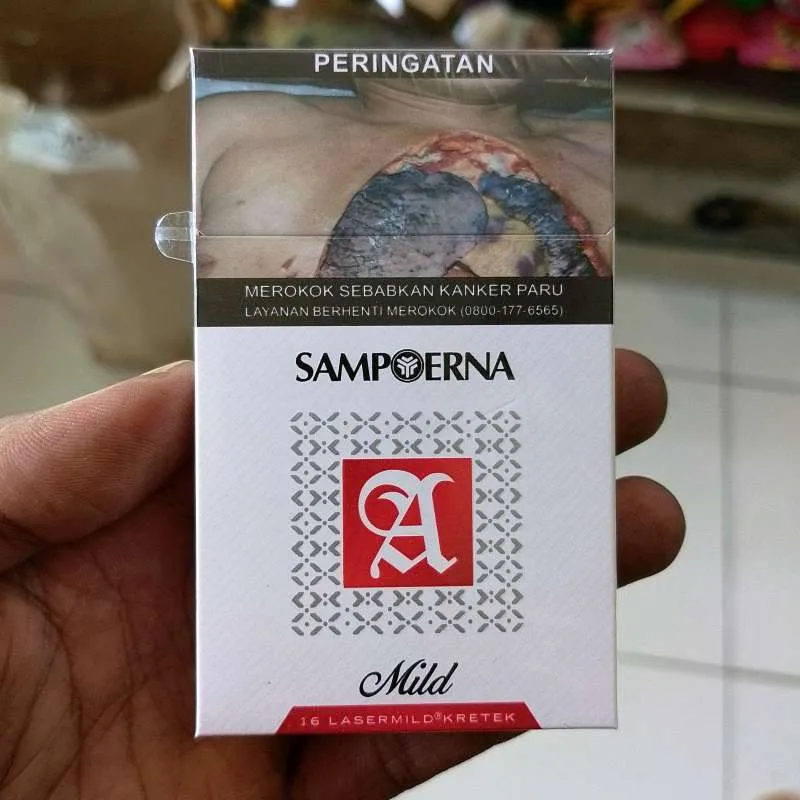 PERINGATAN
MEROKOK SEBABKAN KANKER PARU
LAYANAN BERHENTI MEROKOK (0800-177-6565)
SAMPOERNA
A
Mild
16 LASERMILD® KRETEK